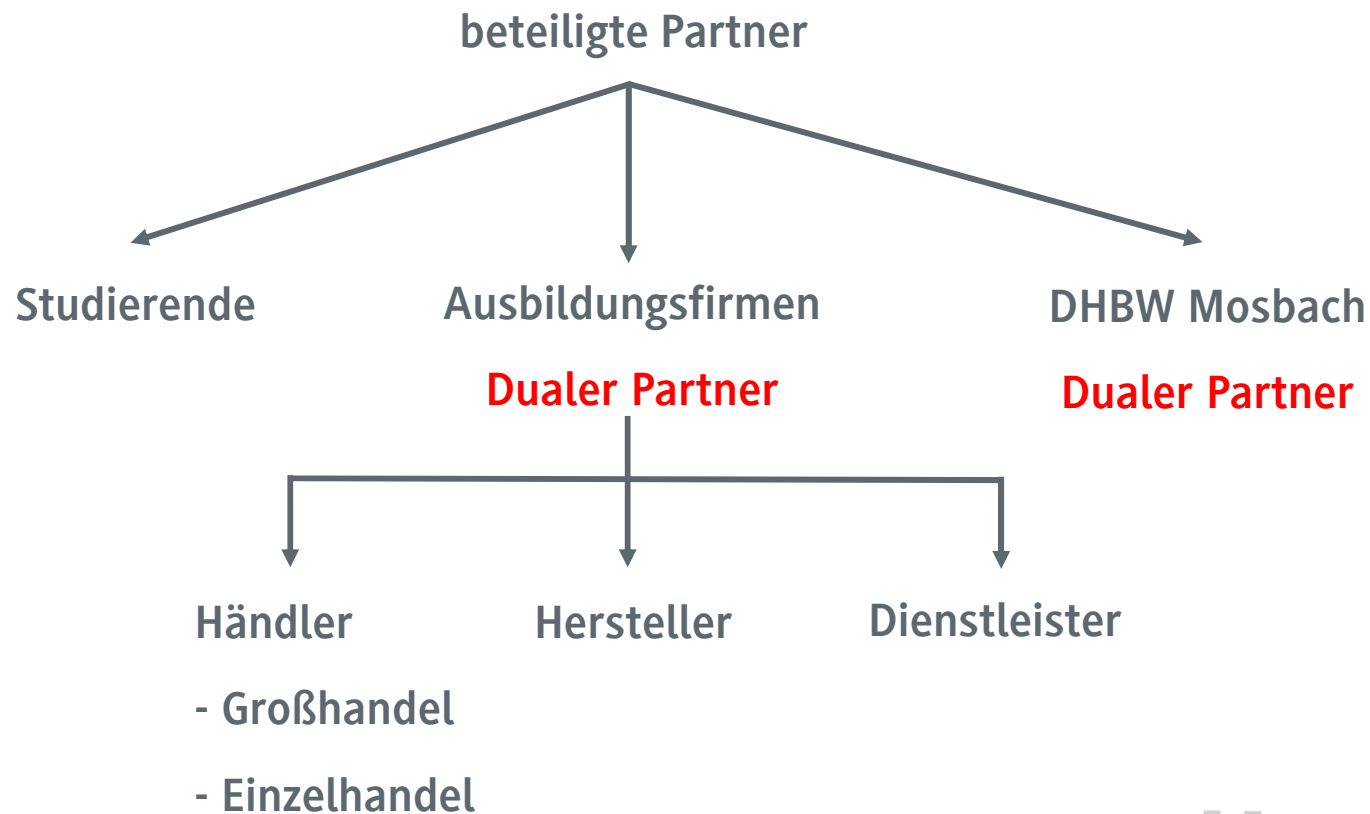 beteiligte Partner
Studierende
Ausbildungsfirmen
DHBW Mosbach
Dualer Partner
Dualer Partner
Händler
Hersteller
Dienstleister
- Großhandel
- Einzelhandel